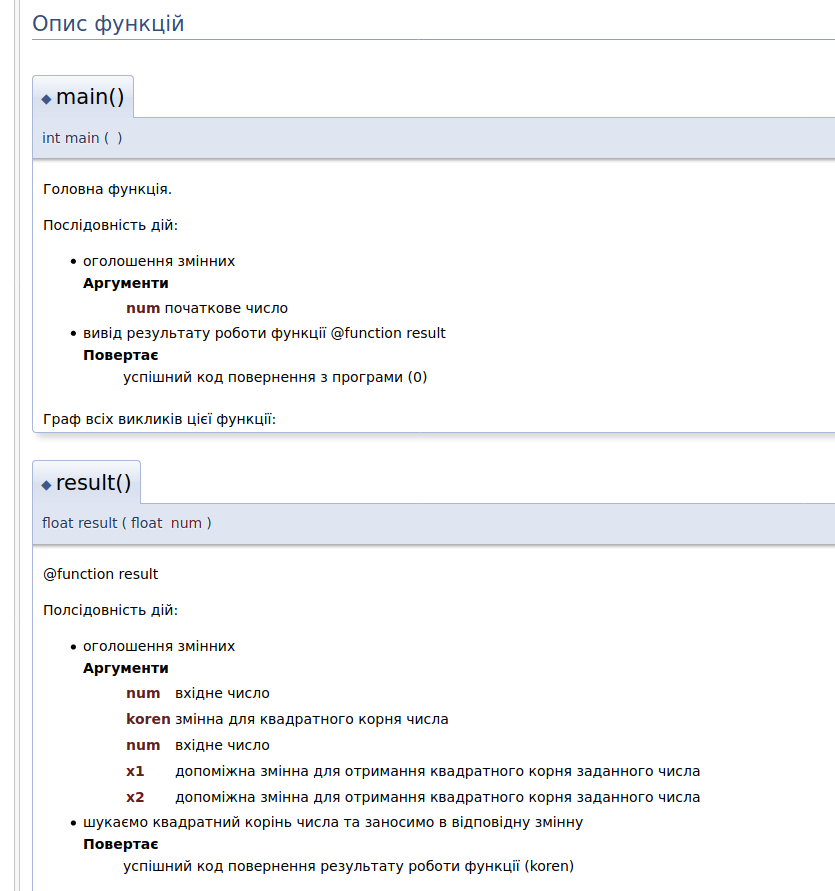 Опис функцій
◆ main()
int main ( )
Головна функція.
Послідовність дій:
• оголошення змінних
Аргументи
num початкове число
• вивід результату роботи функції @function result
Повертає
успішний код повернення з програми (0)
Граф всіх викликів цієї функції:
◆ result()
float result ( float num )
@function result
Полсідовність дій:
• оголошення змінних
Аргументи
num вхідне число
koren змінна для квадратного корня числа
num вхідне число
x1 допоміжна змінна для отримання квадратного корня заданного числа
x2 допоміжна змінна для отримання квадратного корня заданного числа
• шукаємо квадратний корінь числа та заносимо в відповідну змінну
Повертає
успішний код повернення результату роботи функції (koren)